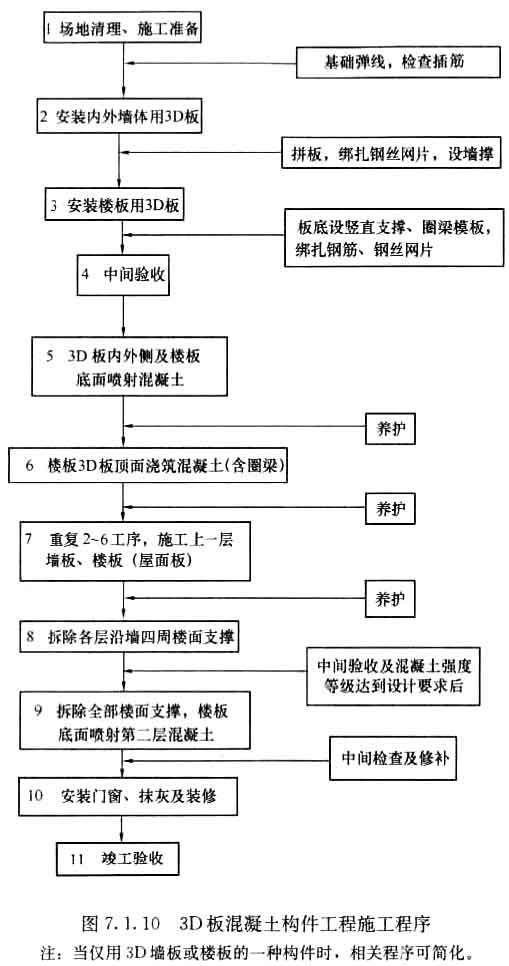 1 场地清理、施工准备
基础弹线，检查插筋
2 安装内外墙体用3D板
拼板，绑扎钢丝网片，设墙撑
3 安装楼板用3D板
板底设竖直支撑、圈梁模板，
绑扎钢筋、钢丝网片
4 中间验收
5 3D板内外侧及楼板
底面喷射混凝土
养护
6 楼板3D板顶面浇筑混凝土(含圈梁)
养护
7 重复2~6工序，施工上一层
墙板、楼板（屋面板）
养护
8 拆除各层沿墙四周楼面支撑
中间验收及混凝土强度
等级达到设计要求后
9 拆除全部楼面支撑，楼板
底面喷射第二层混凝土
中间检查及修补
10 安装门窗、抹灰及装修
11 竣工验收
图 7.1.10 3D板混凝土构件工程施工程序
注：当仅用3D墙板或楼板的一种构件时，相关程序可简化。